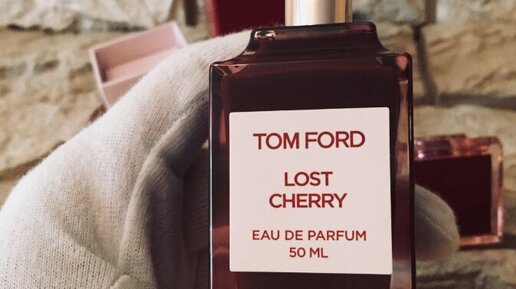 TOM FORD
LOST
CHERRY
EAU DE PARFUM
50 ML